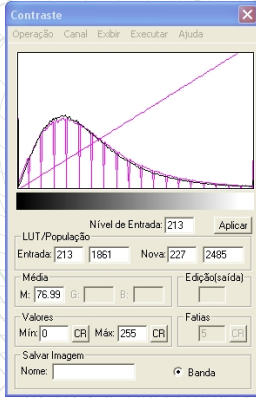 Contraste
Operação Canal Exibir Executar Ajuda
Nível de Entrada: 213 Aplicar
LUT/População
Entrada: 213 1861 Nova: 227 2485
Média Edição(saída)
M: 76.99 G: B:
Valores Fatias
Mín: 0 CR Máx: 255 CR 5 CR
Salvar Imagem
Nome: Banda